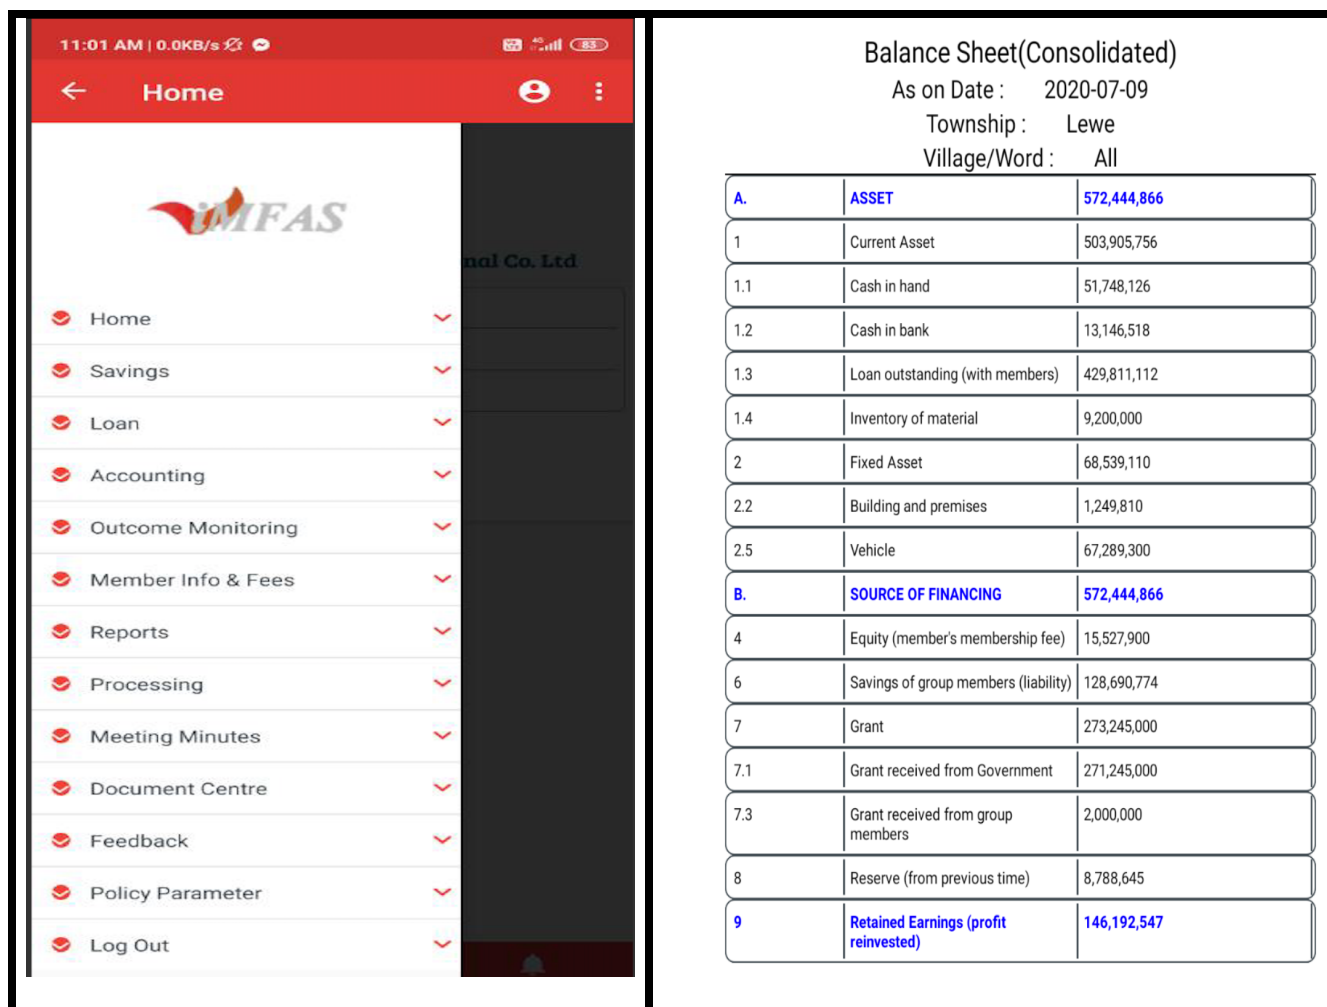 11:01 AM | 0.0KB/s
4G
83
Home
iMFAS
nal Co. Ltd
Home
Savings
Loan
Accounting
Outcome Monitoring
Member Info & Fees
Reports
Processing
Meeting Minutes
Document Centre
Feedback
Policy Parameter
Log Out
Balance Sheet(Consolidated)
As on Date : 2020-07-09
Township : Lewe
Village/Word : All
A. ASSET 572,444,866
1 Current Asset 503,905,756
1.1 Cash in hand 51,748,126
1.2 Cash in bank 13,146,518
1.3 Loan outstanding (with members) 429,811,112
1.4 Inventory of material 9,200,000
2 Fixed Asset 68,539,110
2.2 Building and premises 1,249,810
2.5 Vehicle 67,289,300
B. SOURCE OF FINANCING 572,444,866
4 Equity (member's membership fee) 15,527,900
6 Savings of group members (liability) 128,690,774
7 Grant 273,245,000
7.1 Grant received from Government 271,245,000
7.3 Grant received from group 2,000,000
members
8 Reserve (from previous time) 8,788,645
9 Retained Earnings (profit 146,192,547
reinvested)